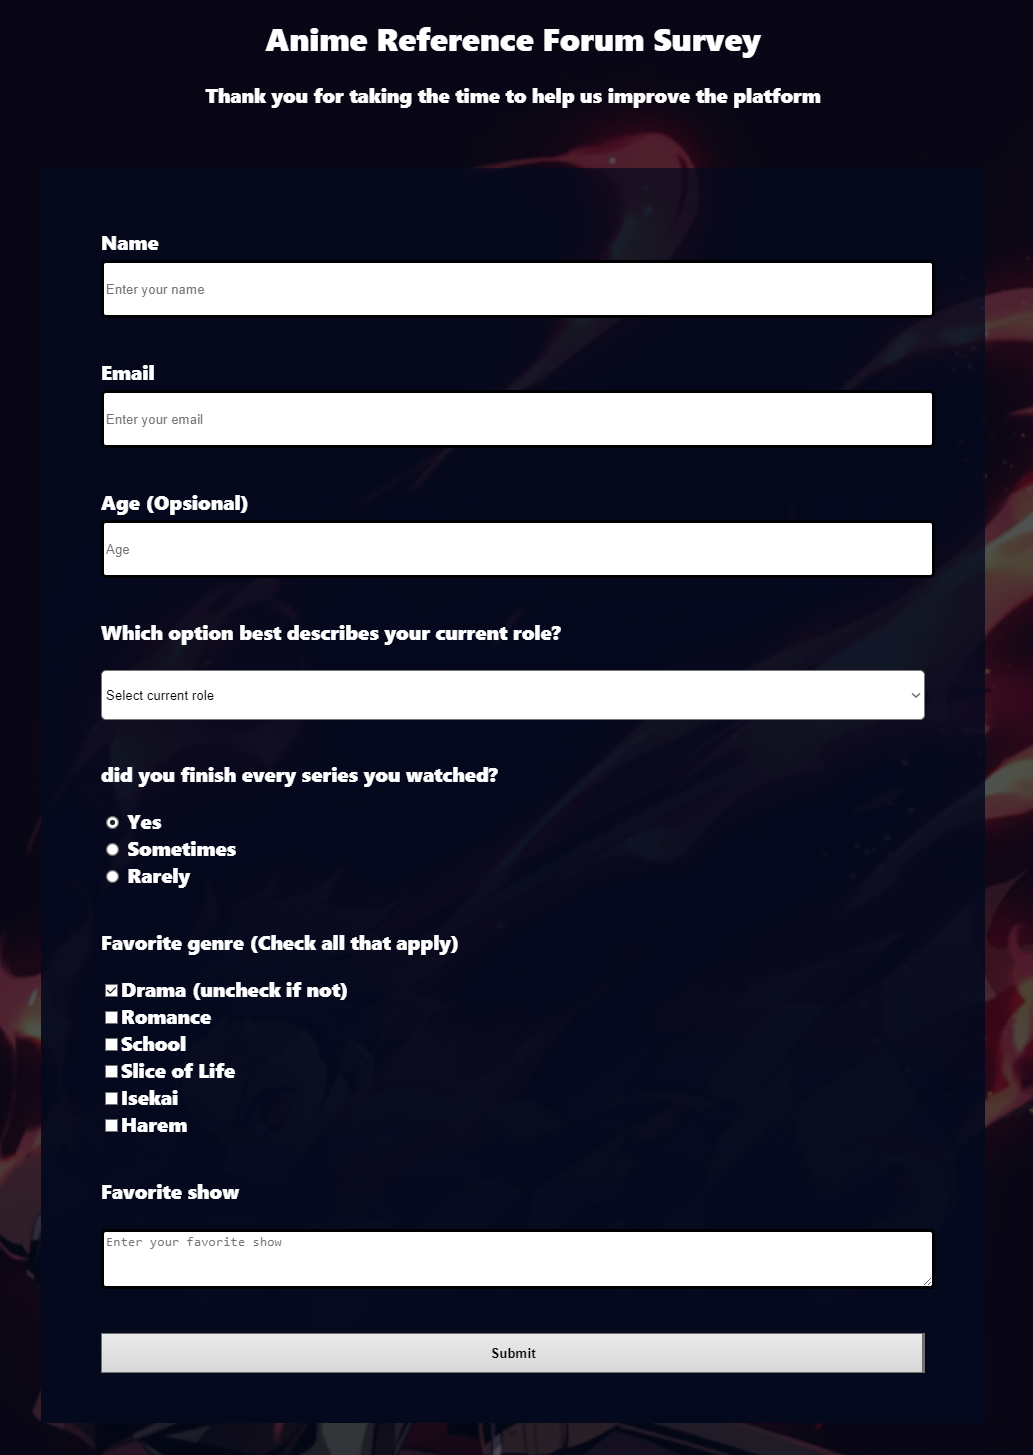 Anime Reference Forum Survey
Thank you for taking the time to help us improve the platform
Name
Enter your name
Email
Enter your email
Age (Opsional)
Age
Which option best describes your current role?
Select current role
did you finish every series you watched?
Yes
Sometimes
Rarely
Favorite genre (Check all that apply)
Drama (uncheck if not)
Romance
School
Slice of Life
Isekai
Harem
Favorite show
Enter your favorite show
Submit